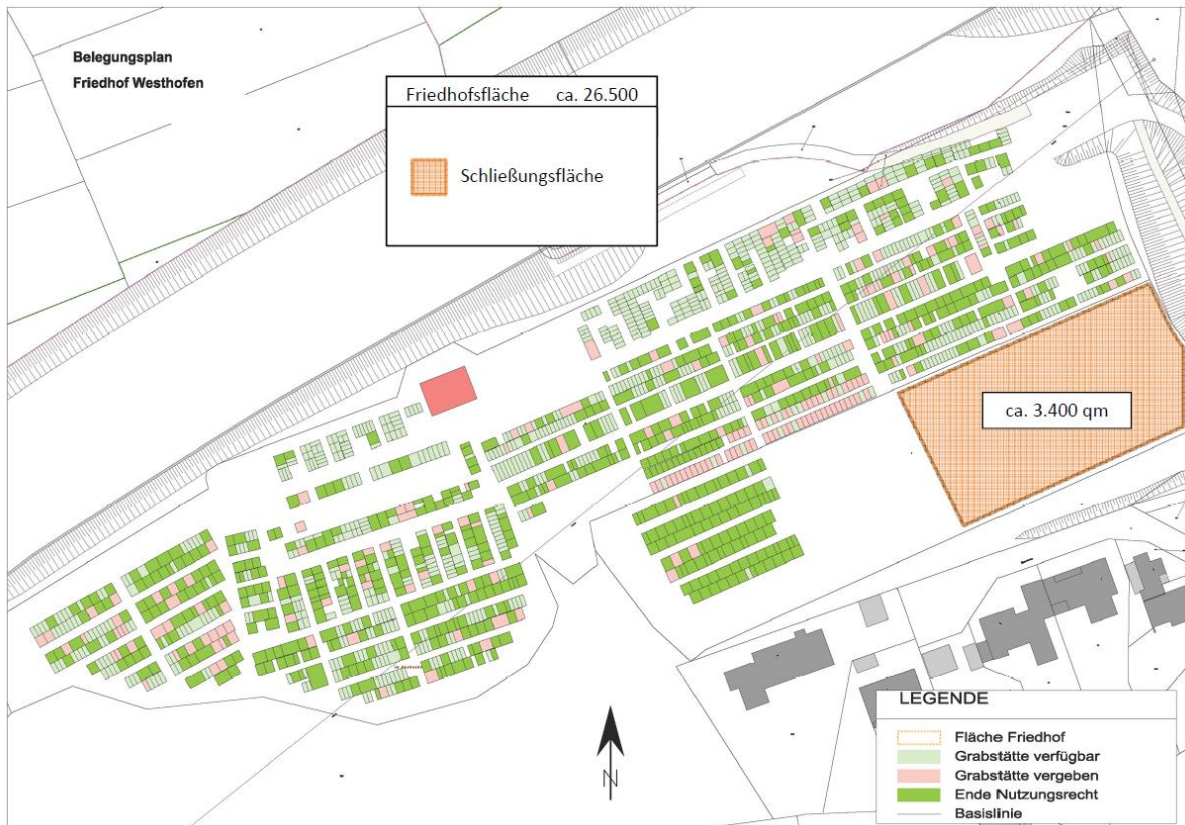 Belegungsplan
Friedhof Westhofen
Friedhofsfläche ca. 26.500
Schließungsfläche
ca. 3.400 qm
N
LEGENDE
Fläche Friedhof
Grabstätte verfügbar
Grabstätte vergeben
Ende Nutzungsrecht
Basislinie